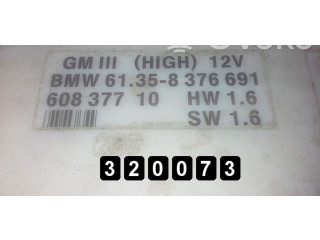 GM III (HIGH) 12V
BMW 61.35-8 376 691
608 377 10 HW 1.6
SW 1.6
320073